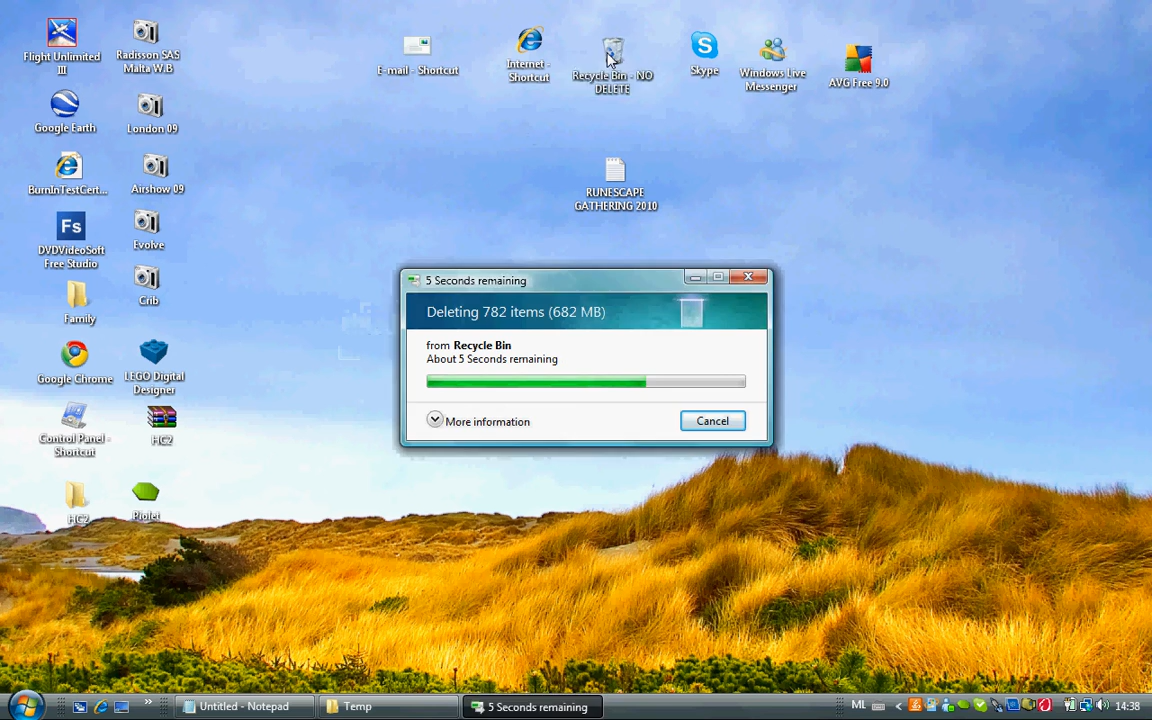 Flight Unlimited
III
Radisson SAS
Malta W.B
E-mail - Shortcut
Internet -
Shortcut
Recycle Bin - NO
DELETE
Skype
Windows Live
Messenger
AVG Free 9.0
Google Earth
London 09
BurnInTestCert...
Airshow 09
RUNESCAPE
GATHERING 2010
Fs
DVDVideoSoft
Free Studio
Evolve
Family
Crib
Google Chrome
LEGO Digital
Designer
Control Panel -
Shortcut
HC2
HC2
Piolet
5 Seconds remaining
Deleting 782 items (682 MB)
from Recycle Bin
About 5 Seconds remaining
More information
Cancel
Untitled - Notepad
Temp
5 Seconds remaining
ML
14:38